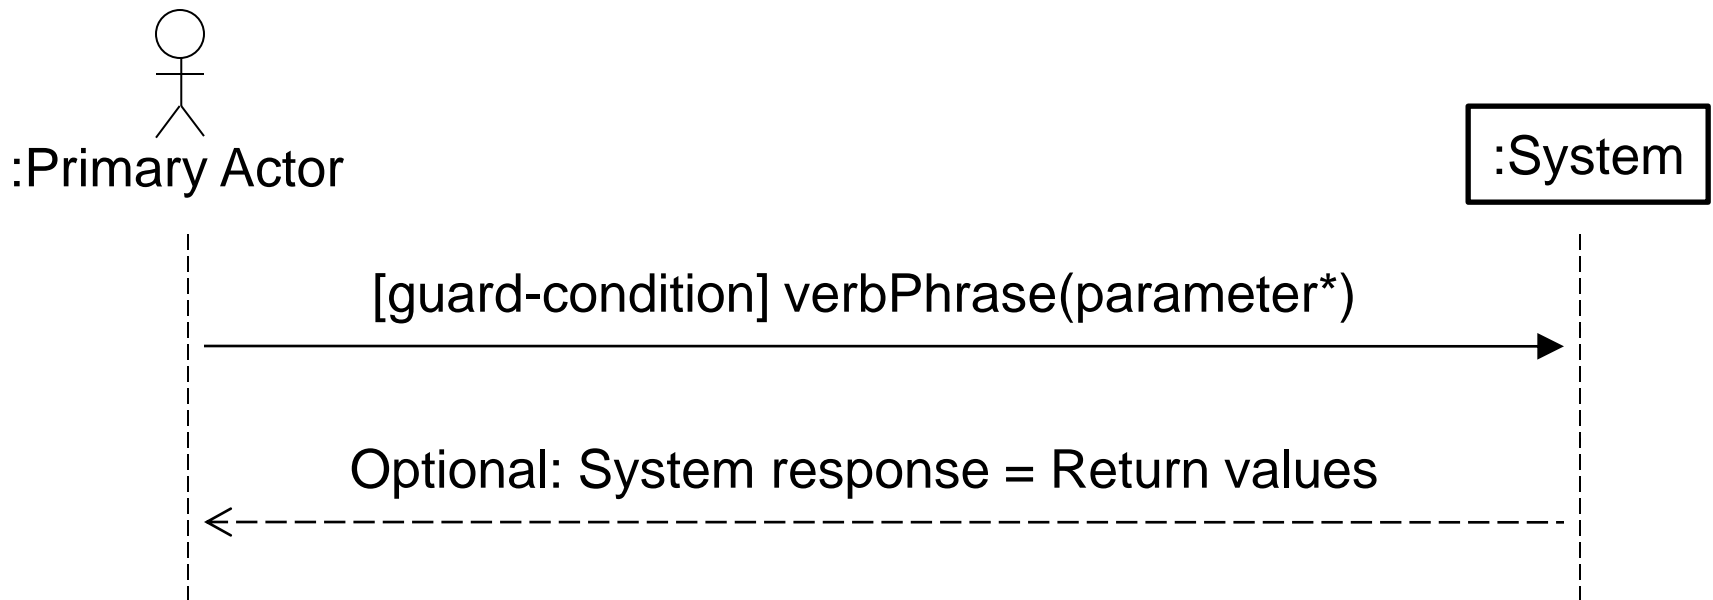 :Primary Actor
:System
[guard-condition] verbPhrase(parameter*)
Optional: System response = Return values